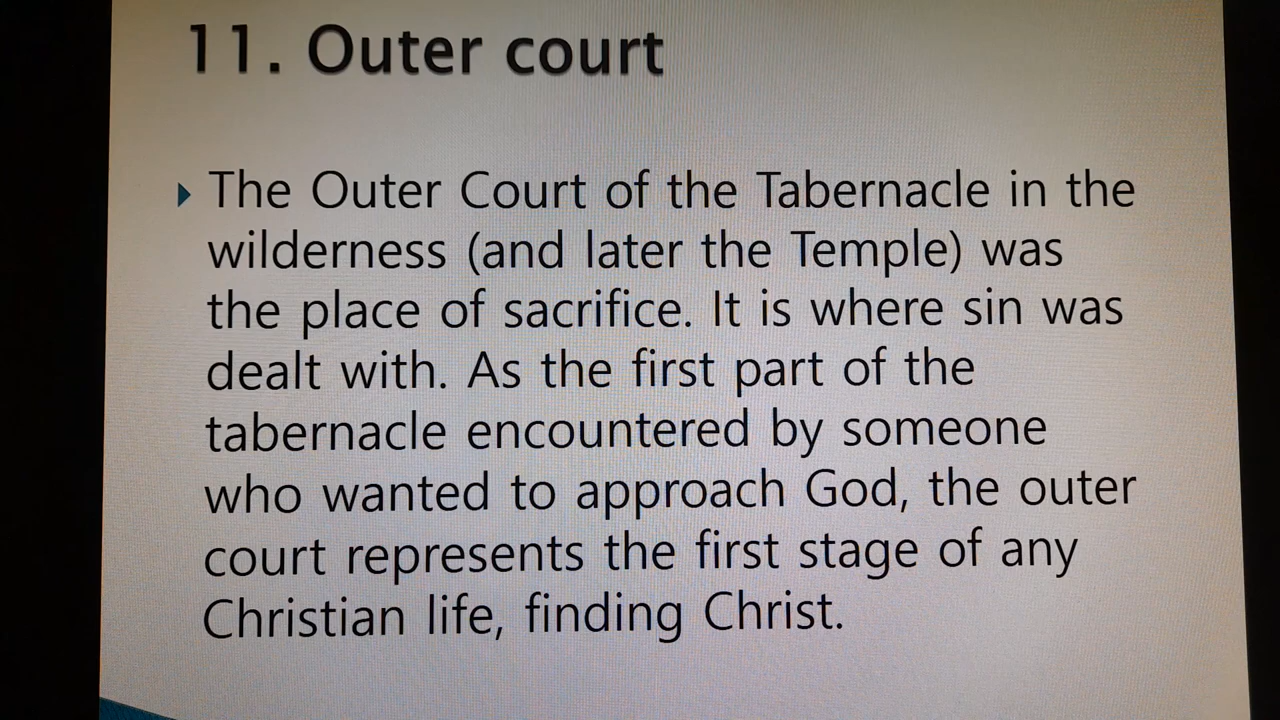 11. Outer court
The Outer Court of the Tabernacle in the
wilderness (and later the Temple) was
the place of sacrifice. It is where sin was
dealt with. As the first part of the
tabernacle encountered by someone
who wanted to approach God, the outer
court represents the first stage of any
Christian life, finding Christ.